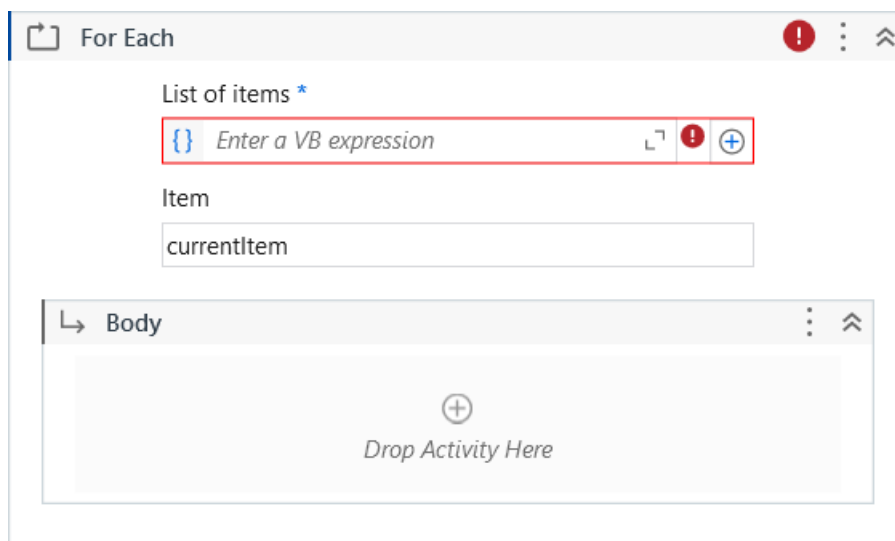 For Each
List of items *
{} Enter a VB expression
Item
currentItem
Body
Drop Activity Here